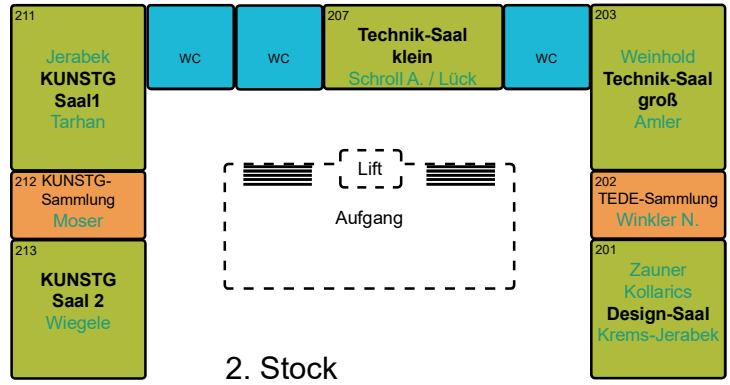 211
Jerabek
KUNSTG
Saal1
Tarhan
WC
WC
207
Technik-Saal
klein
Schroll A. / Lück
WC
203
Weinhold
Technik-Saal
groß
Amler
212 KUNSTG-
Sammlung
Moser
Lift
Aufgang
202
TEDE-Sammlung
Winkler N.
213
KUNSTG
Saal 2
Wiegele
201
Zauner
Kollarics
Design-Saal
Krems-Jerabek
2. Stock